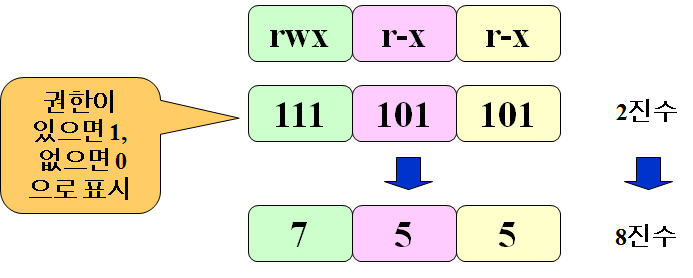 rwx r-x r-x
권한이
있으면 1,
없으면 0
으로 표시
111 101 101 2진수
7 5 5 8진수